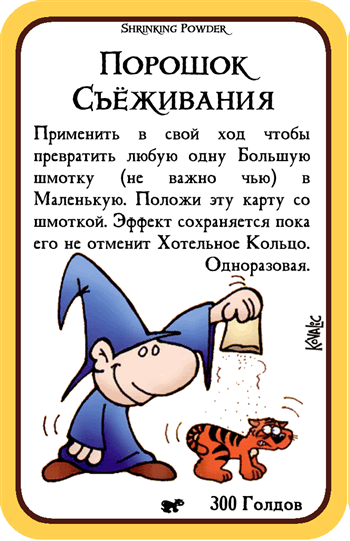 Shrinking Powder
Порошок
Съёживания
Применить в свой ход чтобы
превратить любую одну Большую
шмотку (не важно чью) в
Маленькую. Положи эту карту со
шмоткой. Эффект сохраняется пока
его не отменит Хотельное Кольцо.
Одноразовая.
Kovalic
300 Голдов